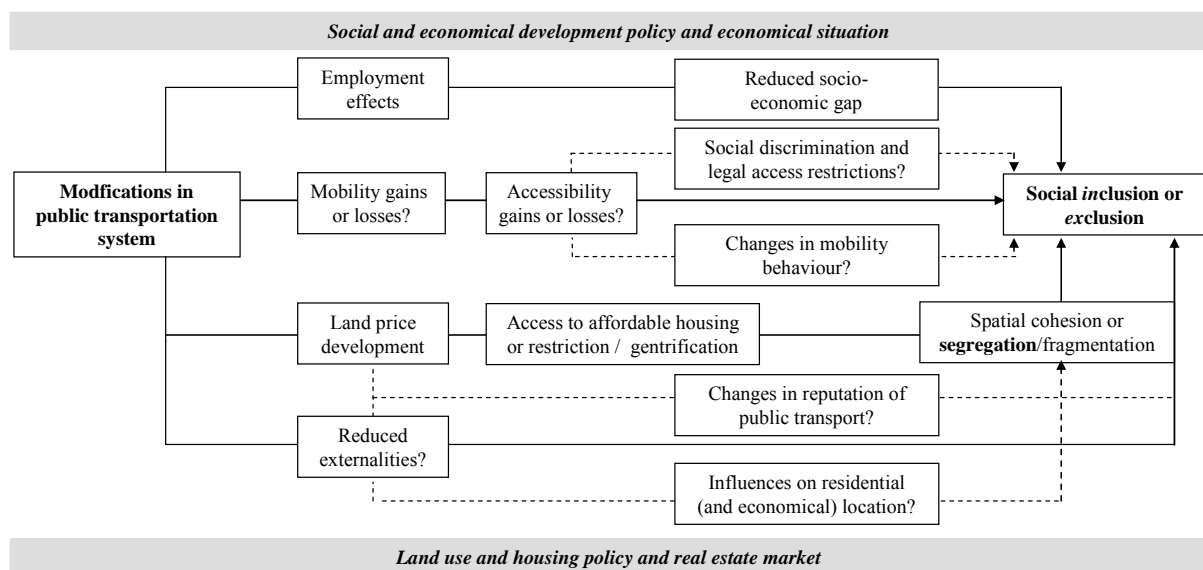 Social and economical development policy and economical situation
Employment
effects
Reduced socio-
economic gap
Social discrimination and
legal access restrictions?
Modfications in
public transportation
system
Mobility gains
or losses?
Accessibility
gains or losses?
Social inclusion or
exclusion
Changes in mobility
behaviour?
Land price
development
Access to affordable housing
or restriction / gentrification
Spatial cohesion or
segregation/fragmentation
Changes in reputation of
public transport?
Reduced
externalities?
Influences on residential
(and economical) location?
Land use and housing policy and real estate market